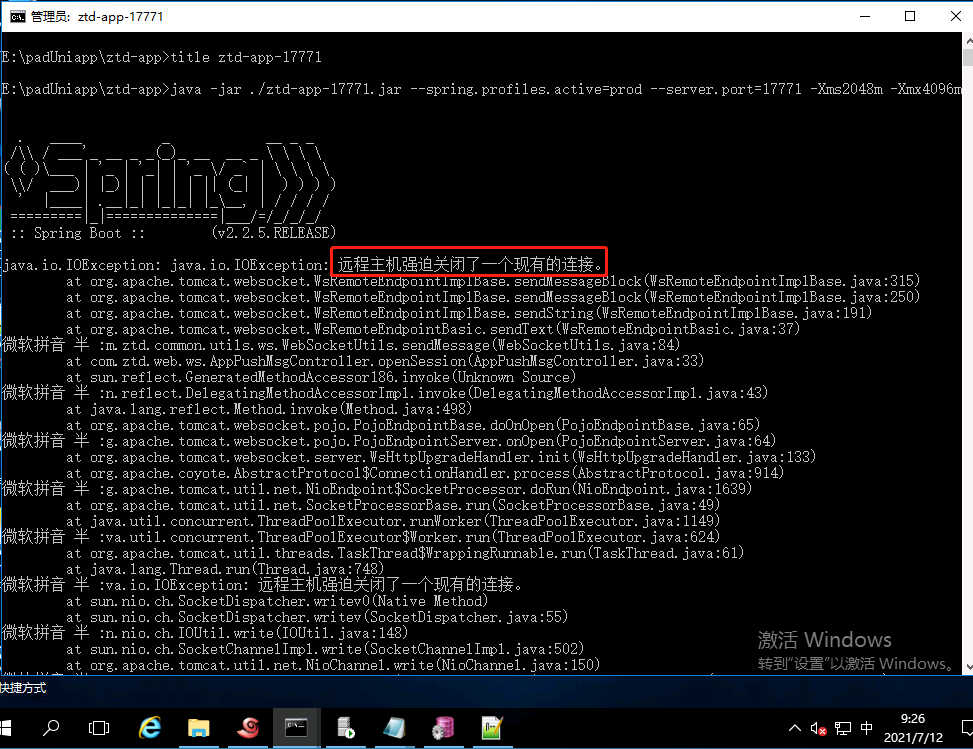 管理员: ztd-app-17771
E:\padUniapp\ztd-app>title ztd-app-17771
E:\padUniapp\ztd-app>java -jar ./ztd-app-17771.jar --spring.profiles.active=prod --server.port=17771 -Xms2048m -Xmx4096m
:: Spring Boot :: (v2.2.5.RELEASE)
java.io.IOException: java.io.IOException: 远程主机强迫关闭了一个现有的连接。
at org.apache.tomcat.websocket.WsRemoteEndpointImplBase.sendMessageBlock(WsRemoteEndpointImplBase.java:315)
at org.apache.tomcat.websocket.WsRemoteEndpointImplBase.sendMessageBlock(WsRemoteEndpointImplBase.java:250)
at org.apache.tomcat.websocket.WsRemoteEndpointImplBase.sendString(WsRemoteEndpointImplBase.java:191)
at org.apache.tomcat.websocket.WsRemoteEndpointBasic.sendText(WsRemoteEndpointBasic.java:37)
微软拼音 半 :m.ztd.common.utils.ws.WebSocketUtils.sendMessage(WebSocketUtils.java:84)
at com.ztd.web.ws.AppPushMsgController.openSession(AppPushMsgController.java:33)
at sun.reflect.GeneratedMethodAccessor186.invoke(Unknown Source)
微软拼音 半 :n.reflect.DelegatingMethodAccessorImpl.invoke(DelegatingMethodAccessorImpl.java:43)
at java.lang.reflect.Method.invoke(Method.java:498)
at org.apache.tomcat.websocket.pojo.PojoEndpointBase.doOnOpen(PojoEndpointBase.java:65)
微软拼音 半 :g.apache.tomcat.websocket.pojo.PojoEndpointServer.onOpen(PojoEndpointServer.java:64)
at org.apache.tomcat.websocket.server.WsHttpUpgradeHandler.init(WsHttpUpgradeHandler.java:133)
at org.apache.coyote.AbstractProtocol$ConnectionHandler.process(AbstractProtocol.java:914)
微软拼音 半 :g.apache.tomcat.util.net.NioEndpoint$SocketProcessor.doRun(NioEndpoint.java:1639)
at org.apache.tomcat.util.net.SocketProcessorBase.run(SocketProcessorBase.java:49)
at java.util.concurrent.ThreadPoolExecutor.runWorker(ThreadPoolExecutor.java:1149)
微软拼音 半 :va.util.concurrent.ThreadPoolExecutor$Worker.run(ThreadPoolExecutor.java:624)
at org.apache.tomcat.util.threads.TaskThread$WrappingRunnable.run(TaskThread.java:61)
at java.lang.Thread.run(Thread.java:748)
微软拼音 半 :va.io.IOException: 远程主机强迫关闭了一个现有的连接。
at sun.nio.ch.SocketDispatcher.writev0(Native Method)
at sun.nio.ch.SocketDispatcher.writev(SocketDispatcher.java:55)
微软拼音 半 :n.nio.ch.IOUtil.write(IOUtil.java:148)
at sun.nio.ch.SocketChannelImpl.write(SocketChannelImpl.java:502)
at org.apache.tomcat.util.net.NioChannel.write(NioChannel.java:150)
激活 Windows
转到"设置"以激活 Windows。
快捷方式
中
9:26
2021/7/12